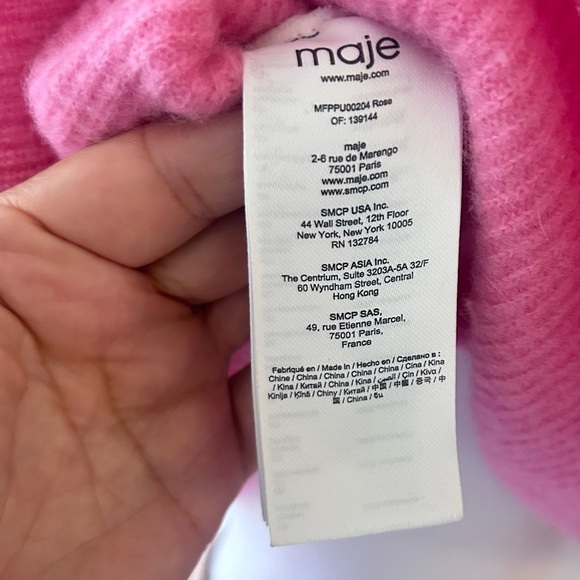 maje
www.maje.com
MFPPU00204 Rose
OF: 139144
maje
2-6 rue de Marengo
75001 Paris
www.maje.com
www.smcp.com
SMCP USA Inc.
44 Wall Street, 12th Floor
New York, New York 10005
RN 132784
SMCP ASIA Inc.
The Centrium, Suite 3203A-5A 32/F
60 Wyndham Street, Central
Hong Kong
SMCP SAS,
49, rue Etienne Marcel,
75001 Paris,
France
Fabriqué en / Made in / Hecho en / Сделано в :
Chine / China / China / China / China / Cina / Kina
/ Kina / Китай / China / Kina / الصين / Çin / Κίνα /
Kinija / Ķīnā / Chiny / Китай / 中国 / 中國 / 중국 / 中
国 / China / จีน